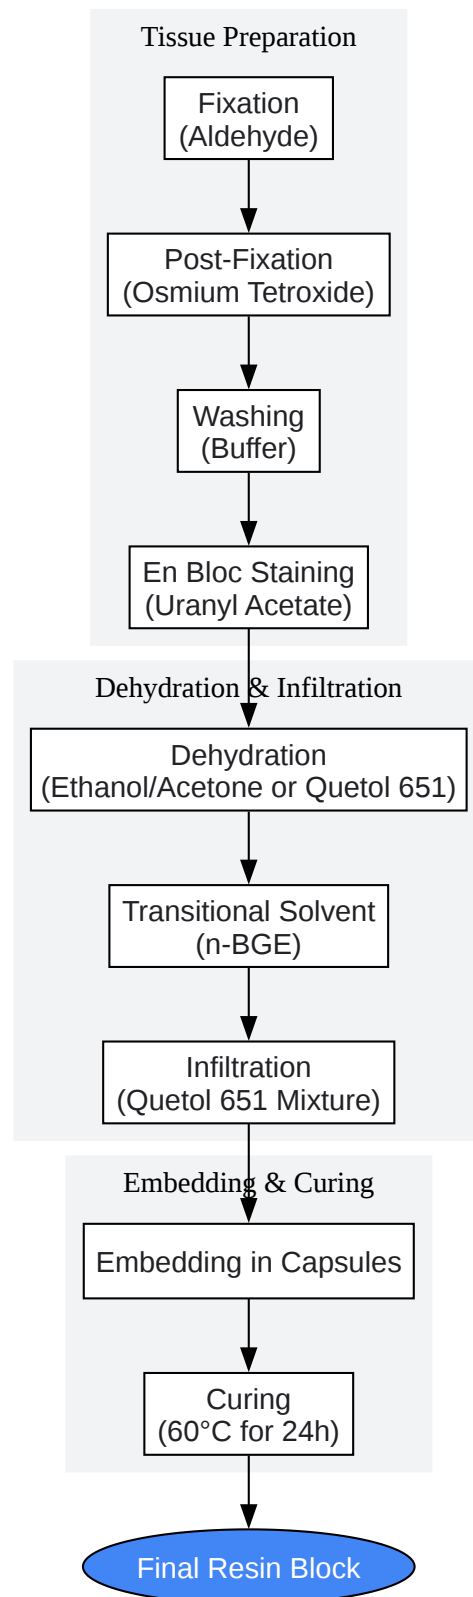 Tissue Preparation
Fixation
(Aldehyde)
Post-Fixation
(Osmium Tetroxide)
Washing
(Buffer)
En Bloc Staining
(Uranyl Acetate)
Dehydration & Infiltration
Dehydration
(Ethanol/Acetone or Quetol 651)
Transitional Solvent
(n-BGE)
Infiltration
(Quetol 651 Mixture)
Embedding & Curing
Embedding in Capsules
Curing
(60°C for 24h)
Final Resin Block